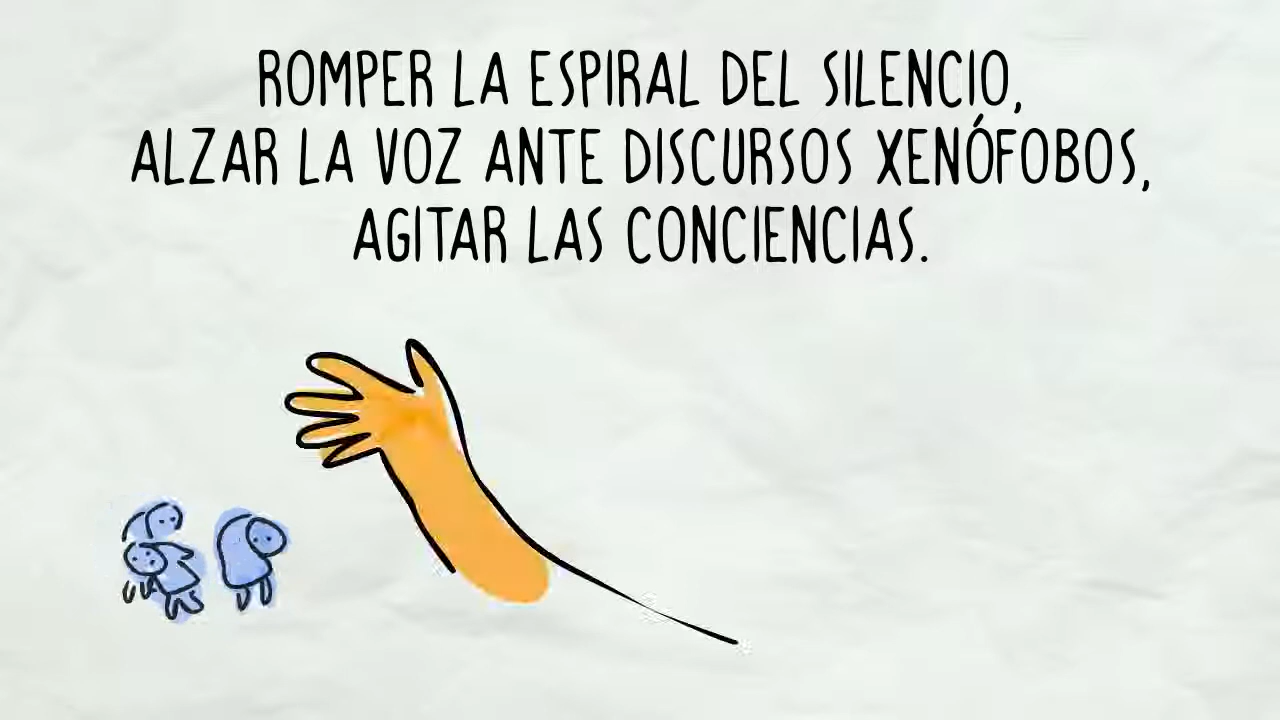 ROMPER LA ESPIRAL DEL SILENCIO,
ALZAR LA VOZ ANTE DISCURSOS XENÓFOBOS,
AGITAR LAS CONCIENCIAS.